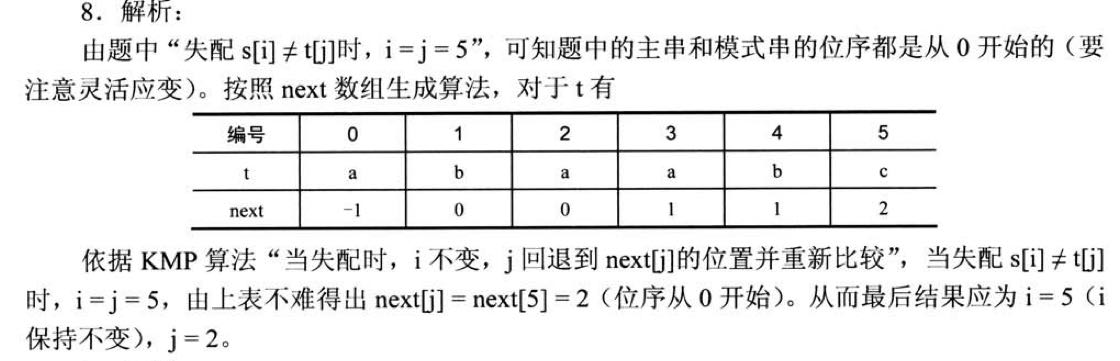 8．解析：
由题中“失配 s[i] ≠ t[j]时，i = j = 5”，可知题中的主串和模式串的位序都是从 0 开始的（要
注意灵活应变）。按照 next 数组生成算法，对于 t 有
编号 0 1 2 3 4 5
t a b a a b c
next −1 0 0 1 1 2
依据 KMP 算法“当失配时，i 不变，j 回退到 next[j]的位置并重新比较”，当失配 s[i] ≠ t[j]
时，i = j = 5，由上表不难得出 next[j] = next[5] = 2（位序从 0 开始）。从而最后结果应为 i = 5（i
保持不变），j = 2。